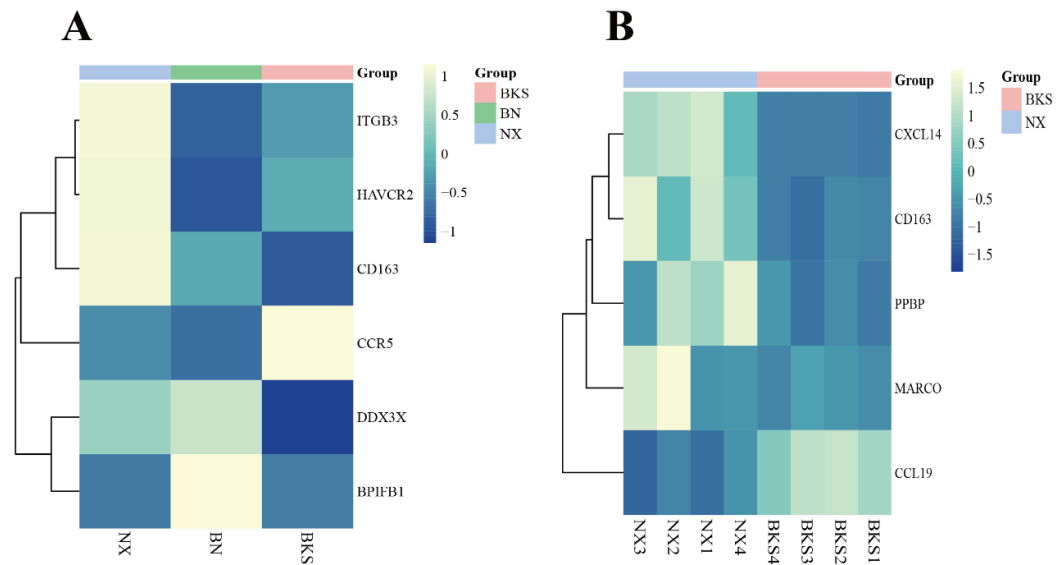 A
Group
ITGB3
HAVCR2
CD163
CCR5
DDX3X
BPIFB1
NX
BN
BKS
1
0.5
0
−0.5
−1
Group
BKS
BN
NX
B
Group
CXCL14
CD163
PPBP
MARCO
CCL19
NX3
NX2
NX1
NX4
BKS4
BKS3
BKS2
BKS1
1.5
1
0.5
0
−0.5
−1
−1.5
Group
BKS
NX